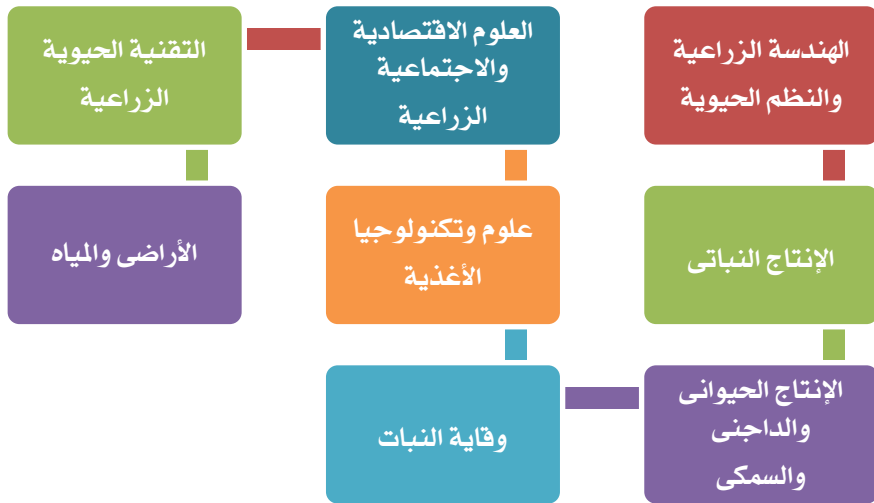 الهندسة الزراعية
والنظم الحيوية
الإنتاج النباتى
الإنتاج الحيوانى
والداجنى
والسمكى
وقاية النبات
علوم وتكنولوجيا
الأغذية
العلوم الاقتصادية
والاجتماعية
الزراعية
التقنية الحيوية
الزراعية
الأراضى والمياه